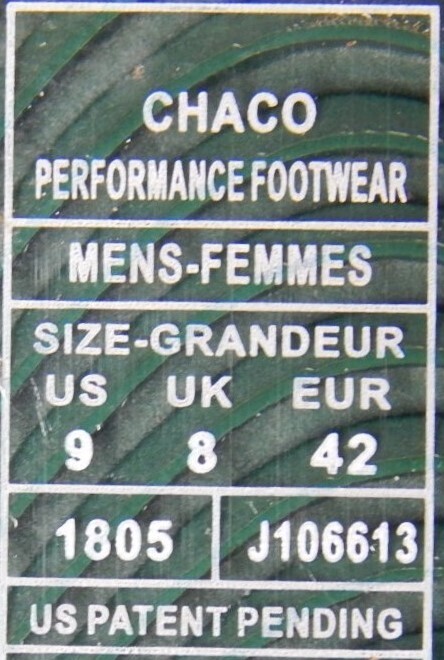 CHACO
PERFORMANCE FOOTWEAR
MENS-FEMMES
SIZE-GRANDEUR
US UK EUR
9 8 42
1805 J106613
US PATENT PENDING